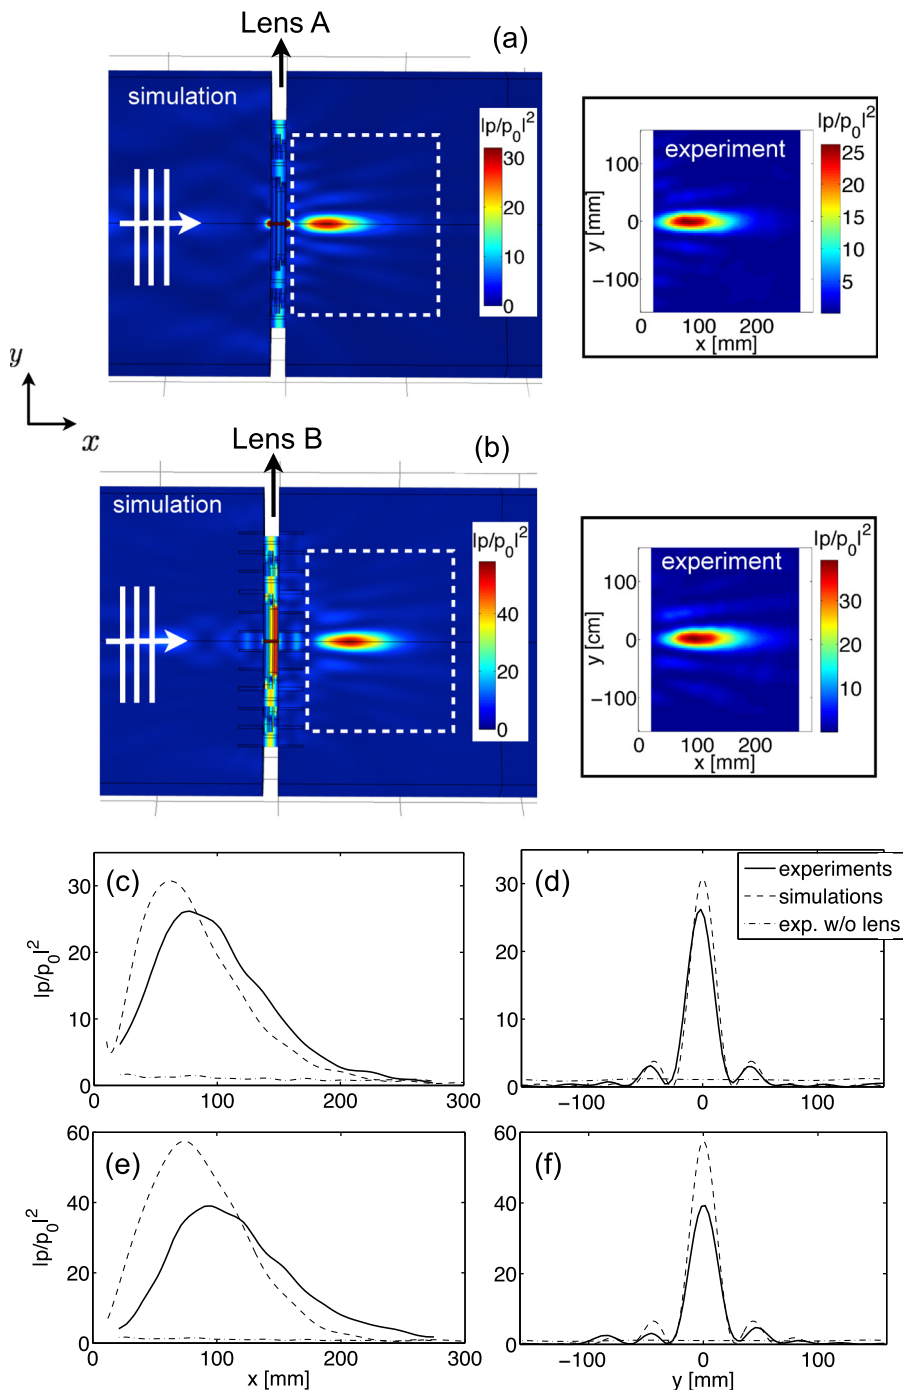 Lens A
(a)
simulation
|p/p0|²
30
20
10
0
experiment
|p/p0|²
25
20
15
10
5
y [mm]
100
0
−100
0 100 200
x [mm]
y
x
Lens B
(b)
simulation
|p/p0|²
40
20
0
experiment
|p/p0|²
30
20
10
y [cm]
100
0
−100
0 100 200
x [mm]
(c)
|p/p0|²
30
20
10
0
0 100 200 300
(d)
experiments
simulations
exp. w/o lens
30
20
10
0
−100 0 100
(e)
|p/p0|²
60
40
20
0
0 100 200 300
x [mm]
(f)
60
40
20
0
−100 0 100
y [mm]